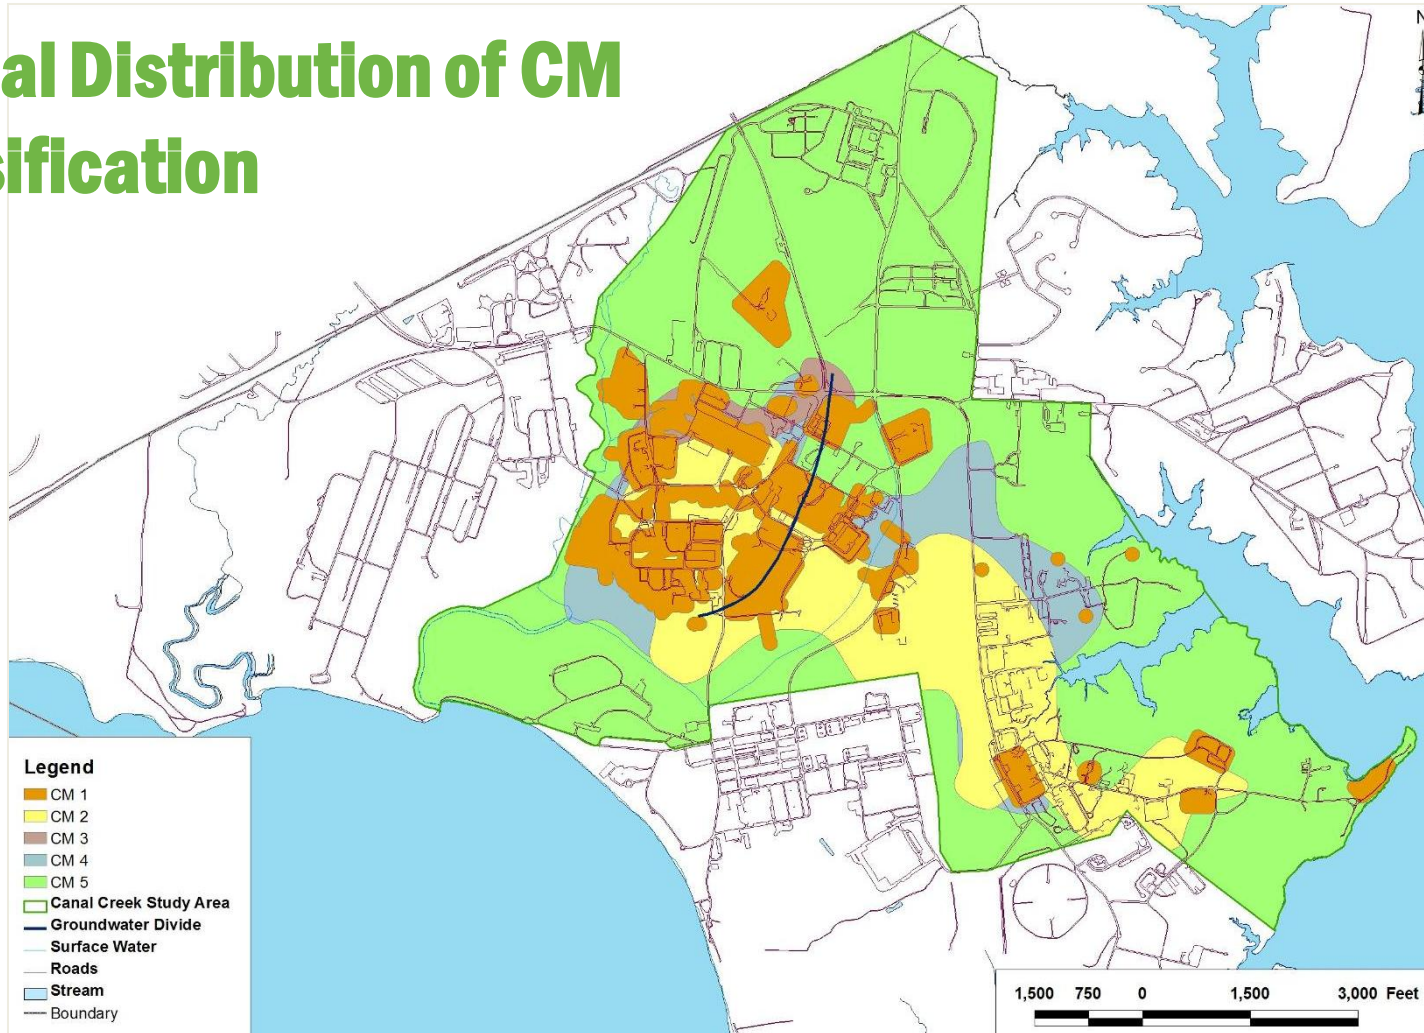 al Distribution of CM
sification
N
Legend
CM 1
CM 2
CM 3
CM 4
CM 5
Canal Creek Study Area
Groundwater Divide
Surface Water
Roads
Stream
Boundary
1,500 750 0 1,500 3,000 Feet